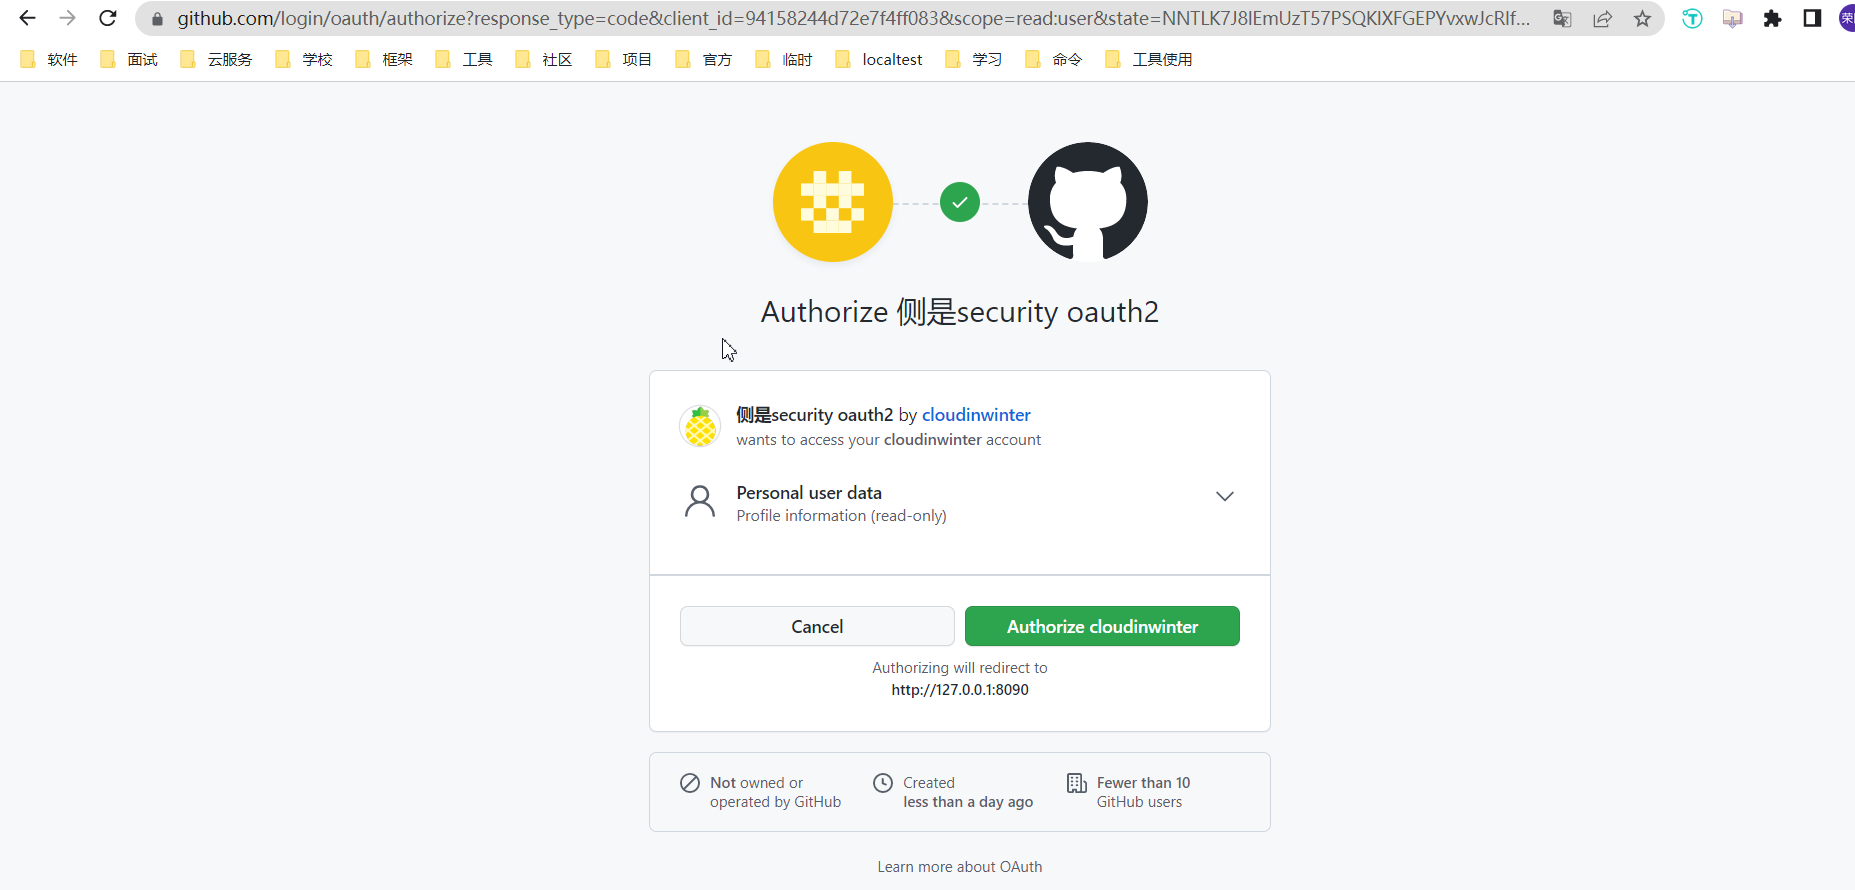 github.com/login/oauth/authorize?response_type=code&client_id=94158244d72e7f4ff083&scope=read:user&state=NNTLK7J8IEmUzT57PSQKIXFGEPYvxwJcRIf...
软件 面试 云服务 学校 框架 工具 社区 项目 官方 临时 localtest 学习 命令 工具使用
Authorize 侧是security oauth2
侧是security oauth2 by cloudinwinter
wants to access your cloudinwinter account
Personal user data
Profile information (read-only)
Cancel
Authorize cloudinwinter
Authorizing will redirect to
http://127.0.0.1:8090
Not owned or
operated by GitHub
Created
less than a day ago
Fewer than 10
GitHub users
Learn more about OAuth